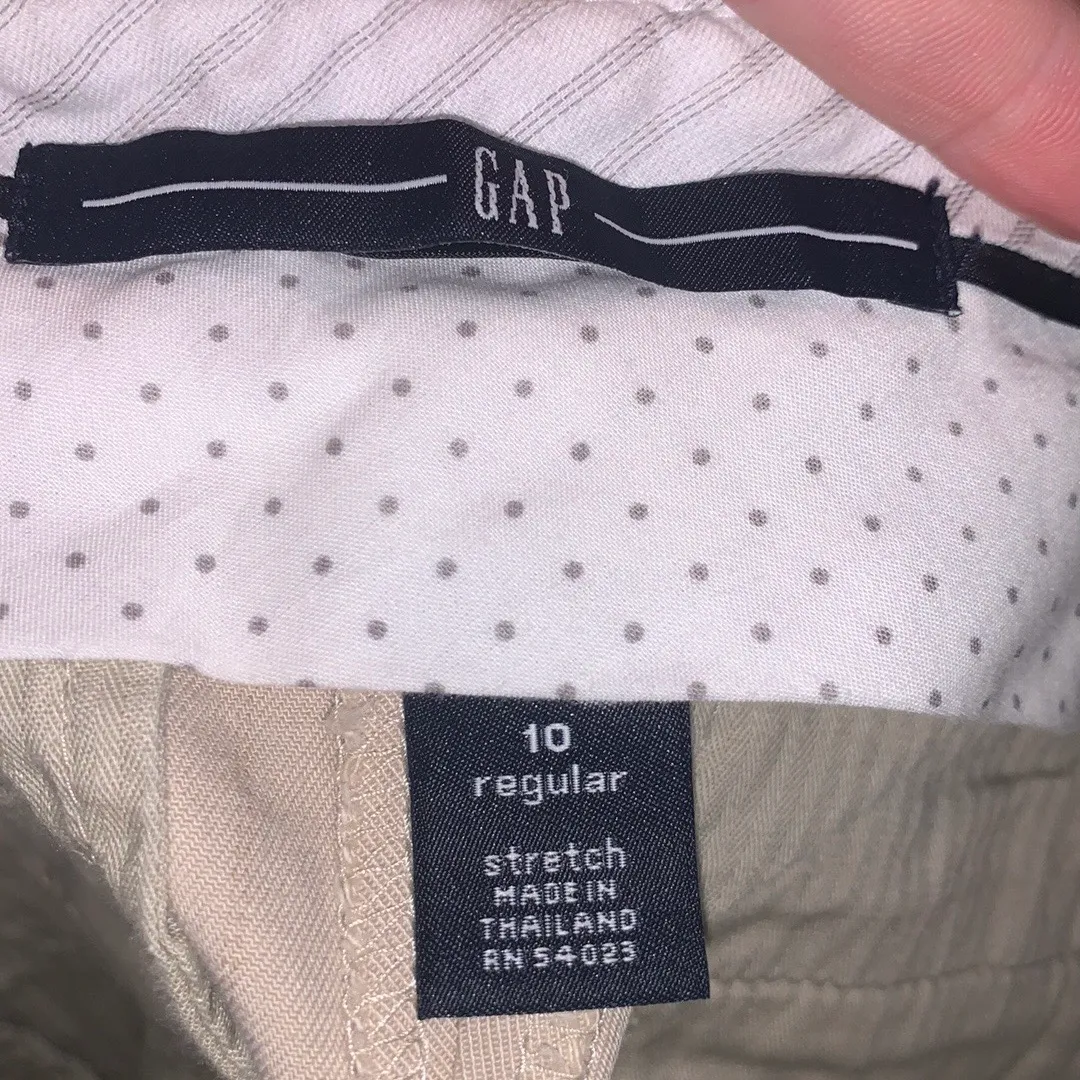 GAP
10
regular
stretch
MADE IN
THAILAND
RN 54023